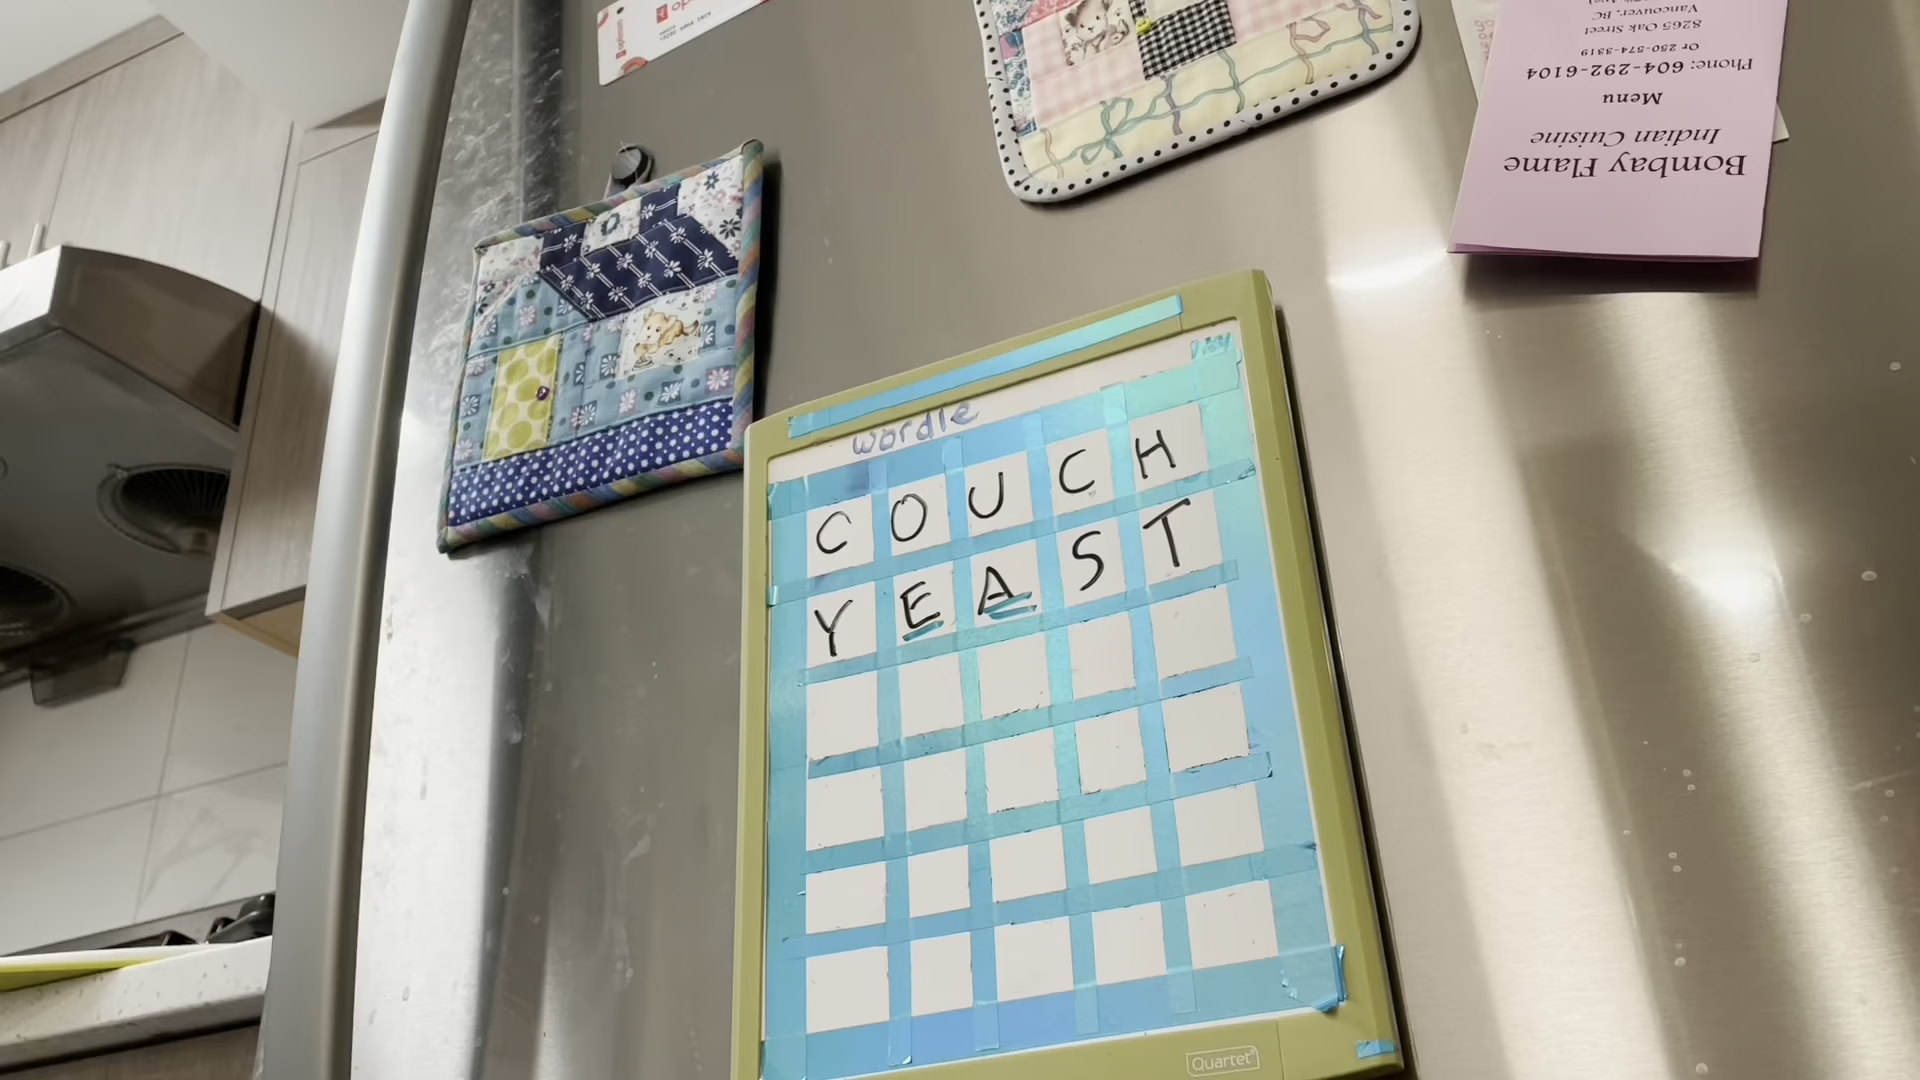 Vancouver, BC
8265 Oak Street
Or 250-574-3319
Phone: 604-292-6104
Menu
Indian Cuisine
Bombay Flame
wordle
COUCH
YEAST
Quartet